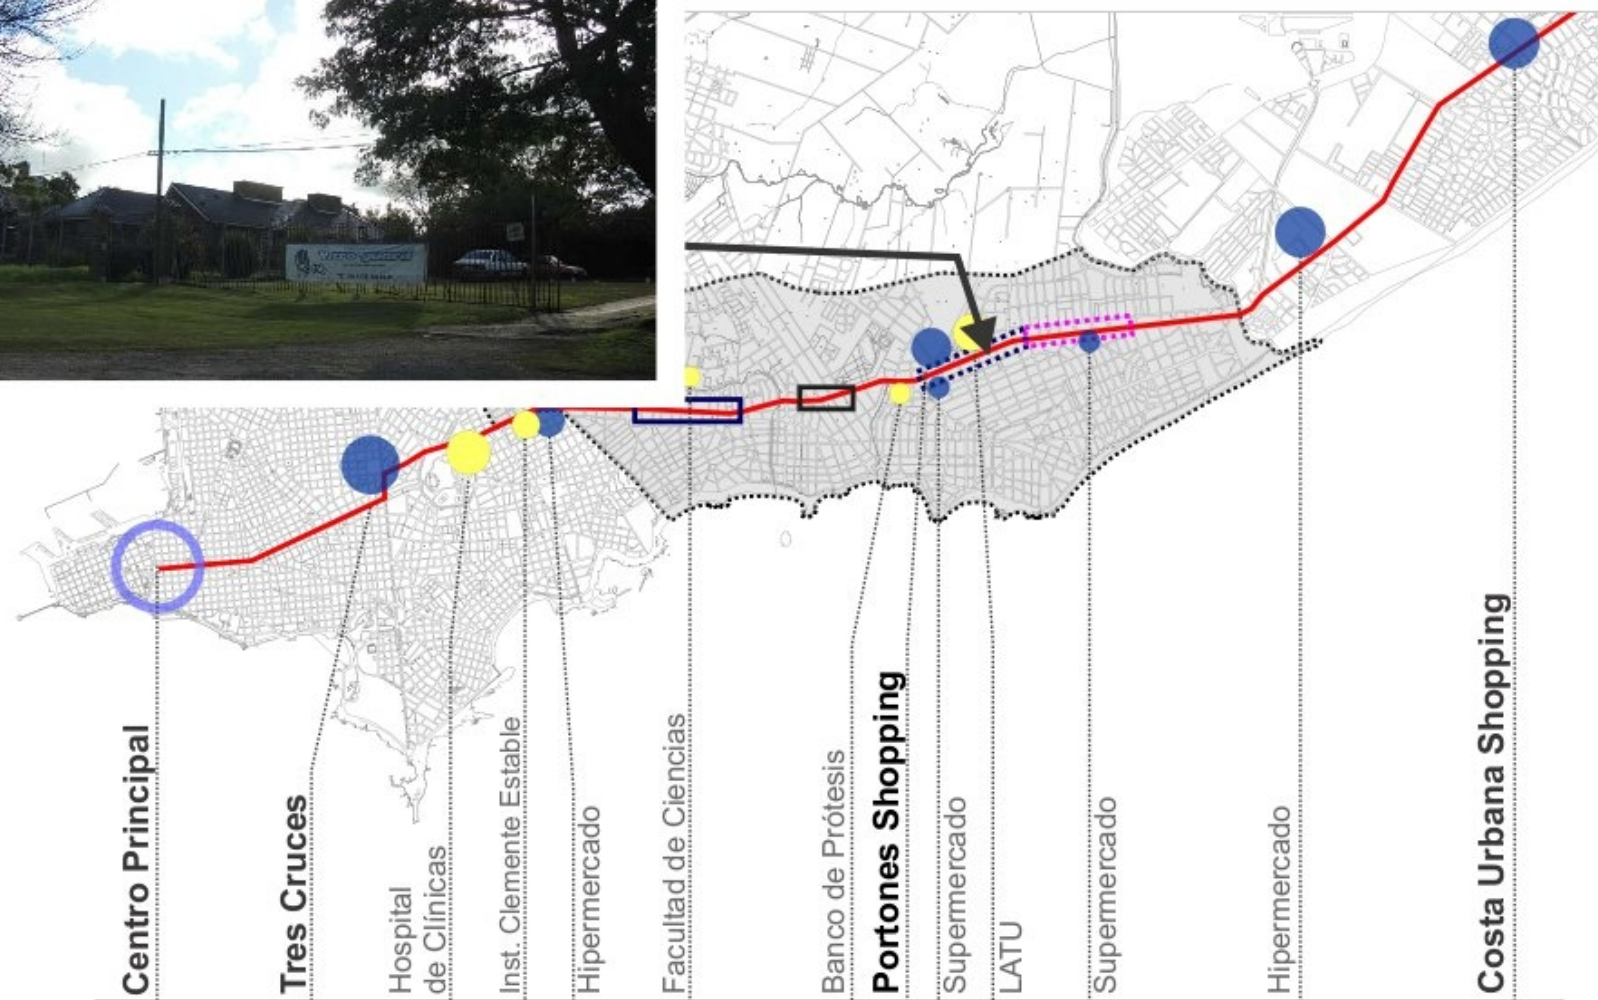 Centro Principal
Tres Cruces
Hospital
de Clínicas
Inst. Clemente Estable
Hipermercado
Facultad de Ciencias
Banco de Prótesis
Portones Shopping
Supermercado
LATU
Supermercado
Hipermercado
Costa Urbana Shopping